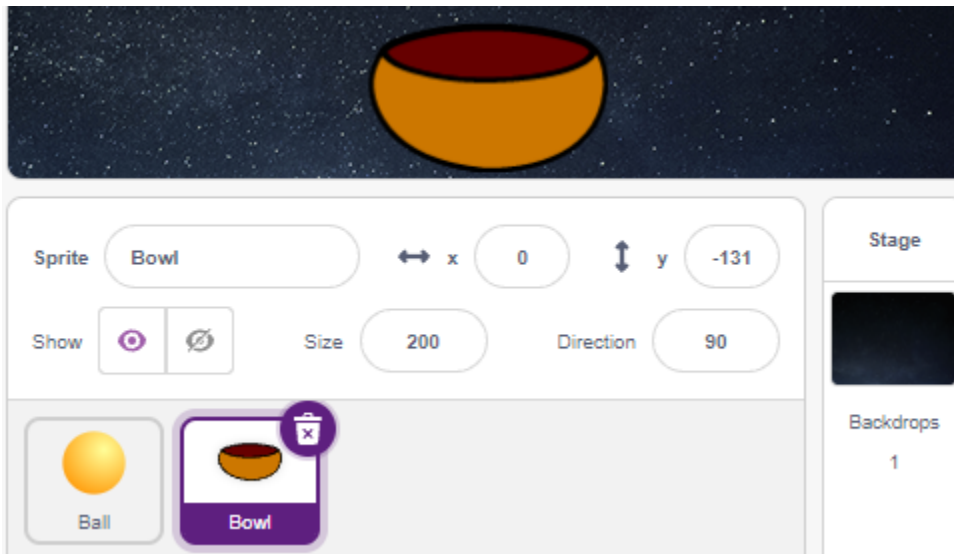 Sprite Bowl x 0 y -131
Show Size 200 Direction 90
Ball
Bowl
Stage
Backdrops
1